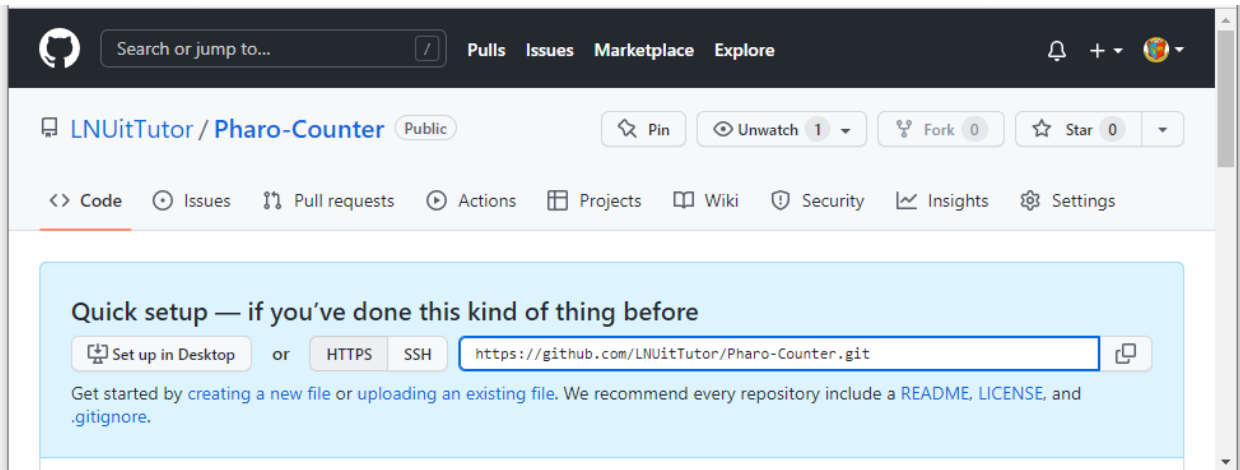 Search or jump to... / Pulls Issues Marketplace Explore
LNUitTutor / Pharo-Counter Public Pin Unwatch 1 Fork 0 Star 0
Code Issues Pull requests Actions Projects Wiki Security Insights Settings
Quick setup — if you've done this kind of thing before
Set up in Desktop or HTTPS SSH https://github.com/LNUitTutor/Pharo-Counter.git
Get started by creating a new file or uploading an existing file. We recommend every repository include a README, LICENSE, and
.gitignore.